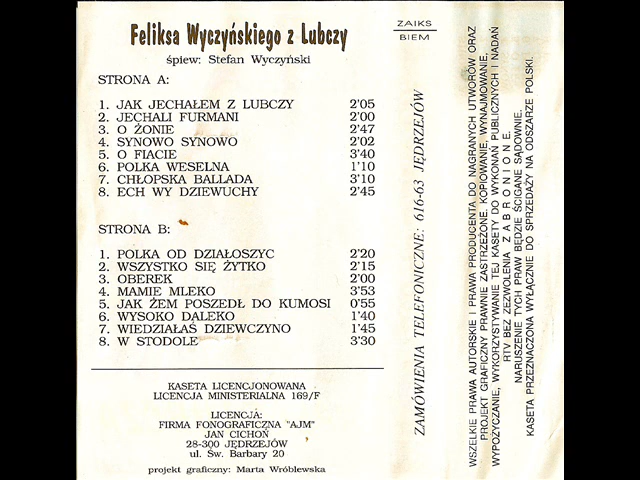 Feliksa Wyczyńskiego z Lubczy
śpiew: Stefan Wyczyński
STRONA A:
1. JAK JECHAŁEM Z LUBCZY 2'05
2. JECHALI FURMANI 2'00
3. O ŻONIE 2'47
4. SYNOWO SYNOWO 2'02
5. O FIACIE 3'40
6. POLKA WESELNA 1'10
7. CHŁOPSKA BALLADA 3'10
8. ECH WY DZIEWUCHY 2'45
STRONA B:
1. POLKA OD DZIAŁOSZYC 2'20
2. WSZYSTKO SIĘ ŻYTKO 2'15
3. OBEREK 2'00
4. MAMIE MLEKO 3'53
5. JAK ŻEM POSZEDŁ DO KUMOSI 0'55
6. WYSOKO DALEKO 1'40
7. WIEDZIAŁAŚ DZIEWCZYNO 1'45
8. W STODOLE 3'30
KASETA LICENCJONOWANA
LICENCJA MINISTERIALNA 169/F
LICENCJA:
FIRMA FONOGRAFICZNA "AJM"
JAN CICHOŃ
28-300 JĘDRZEJÓW
ul. Św. Barbary 20
projekt graficzny: Marta Wróblewska
ZAIKS
BIEM
ZAMÓWIENIA TELEFONICZNE: 616-63 JĘDRZEJÓW
WSZELKIE PRAWA AUTORSKIE I PRAWA PRODUCENTA DO NAGRANYCH UTWORÓW ORAZ
PROJEKT GRAFICZNY PRAWNIE ZASTRZEŻONE. KOPIOWANIE, WYNAJMOWANIE,
WYPOŻYCZANIE, WYKORZYSTYWANIE TEJ KASETY DO WYKONAŃ PUBLICZNYCH I NADAŃ
RTV BEZ ZEZWOLENIA Z A B R O N I O N E.
NARUSZENIE TYCH PRAW BĘDZIE ŚCIGANE SĄDOWNIE.
KASETA PRZEZNACZONA WYŁĄCZNIE DO SPRZEDAŻY NA ODSZARZE POLSKI.